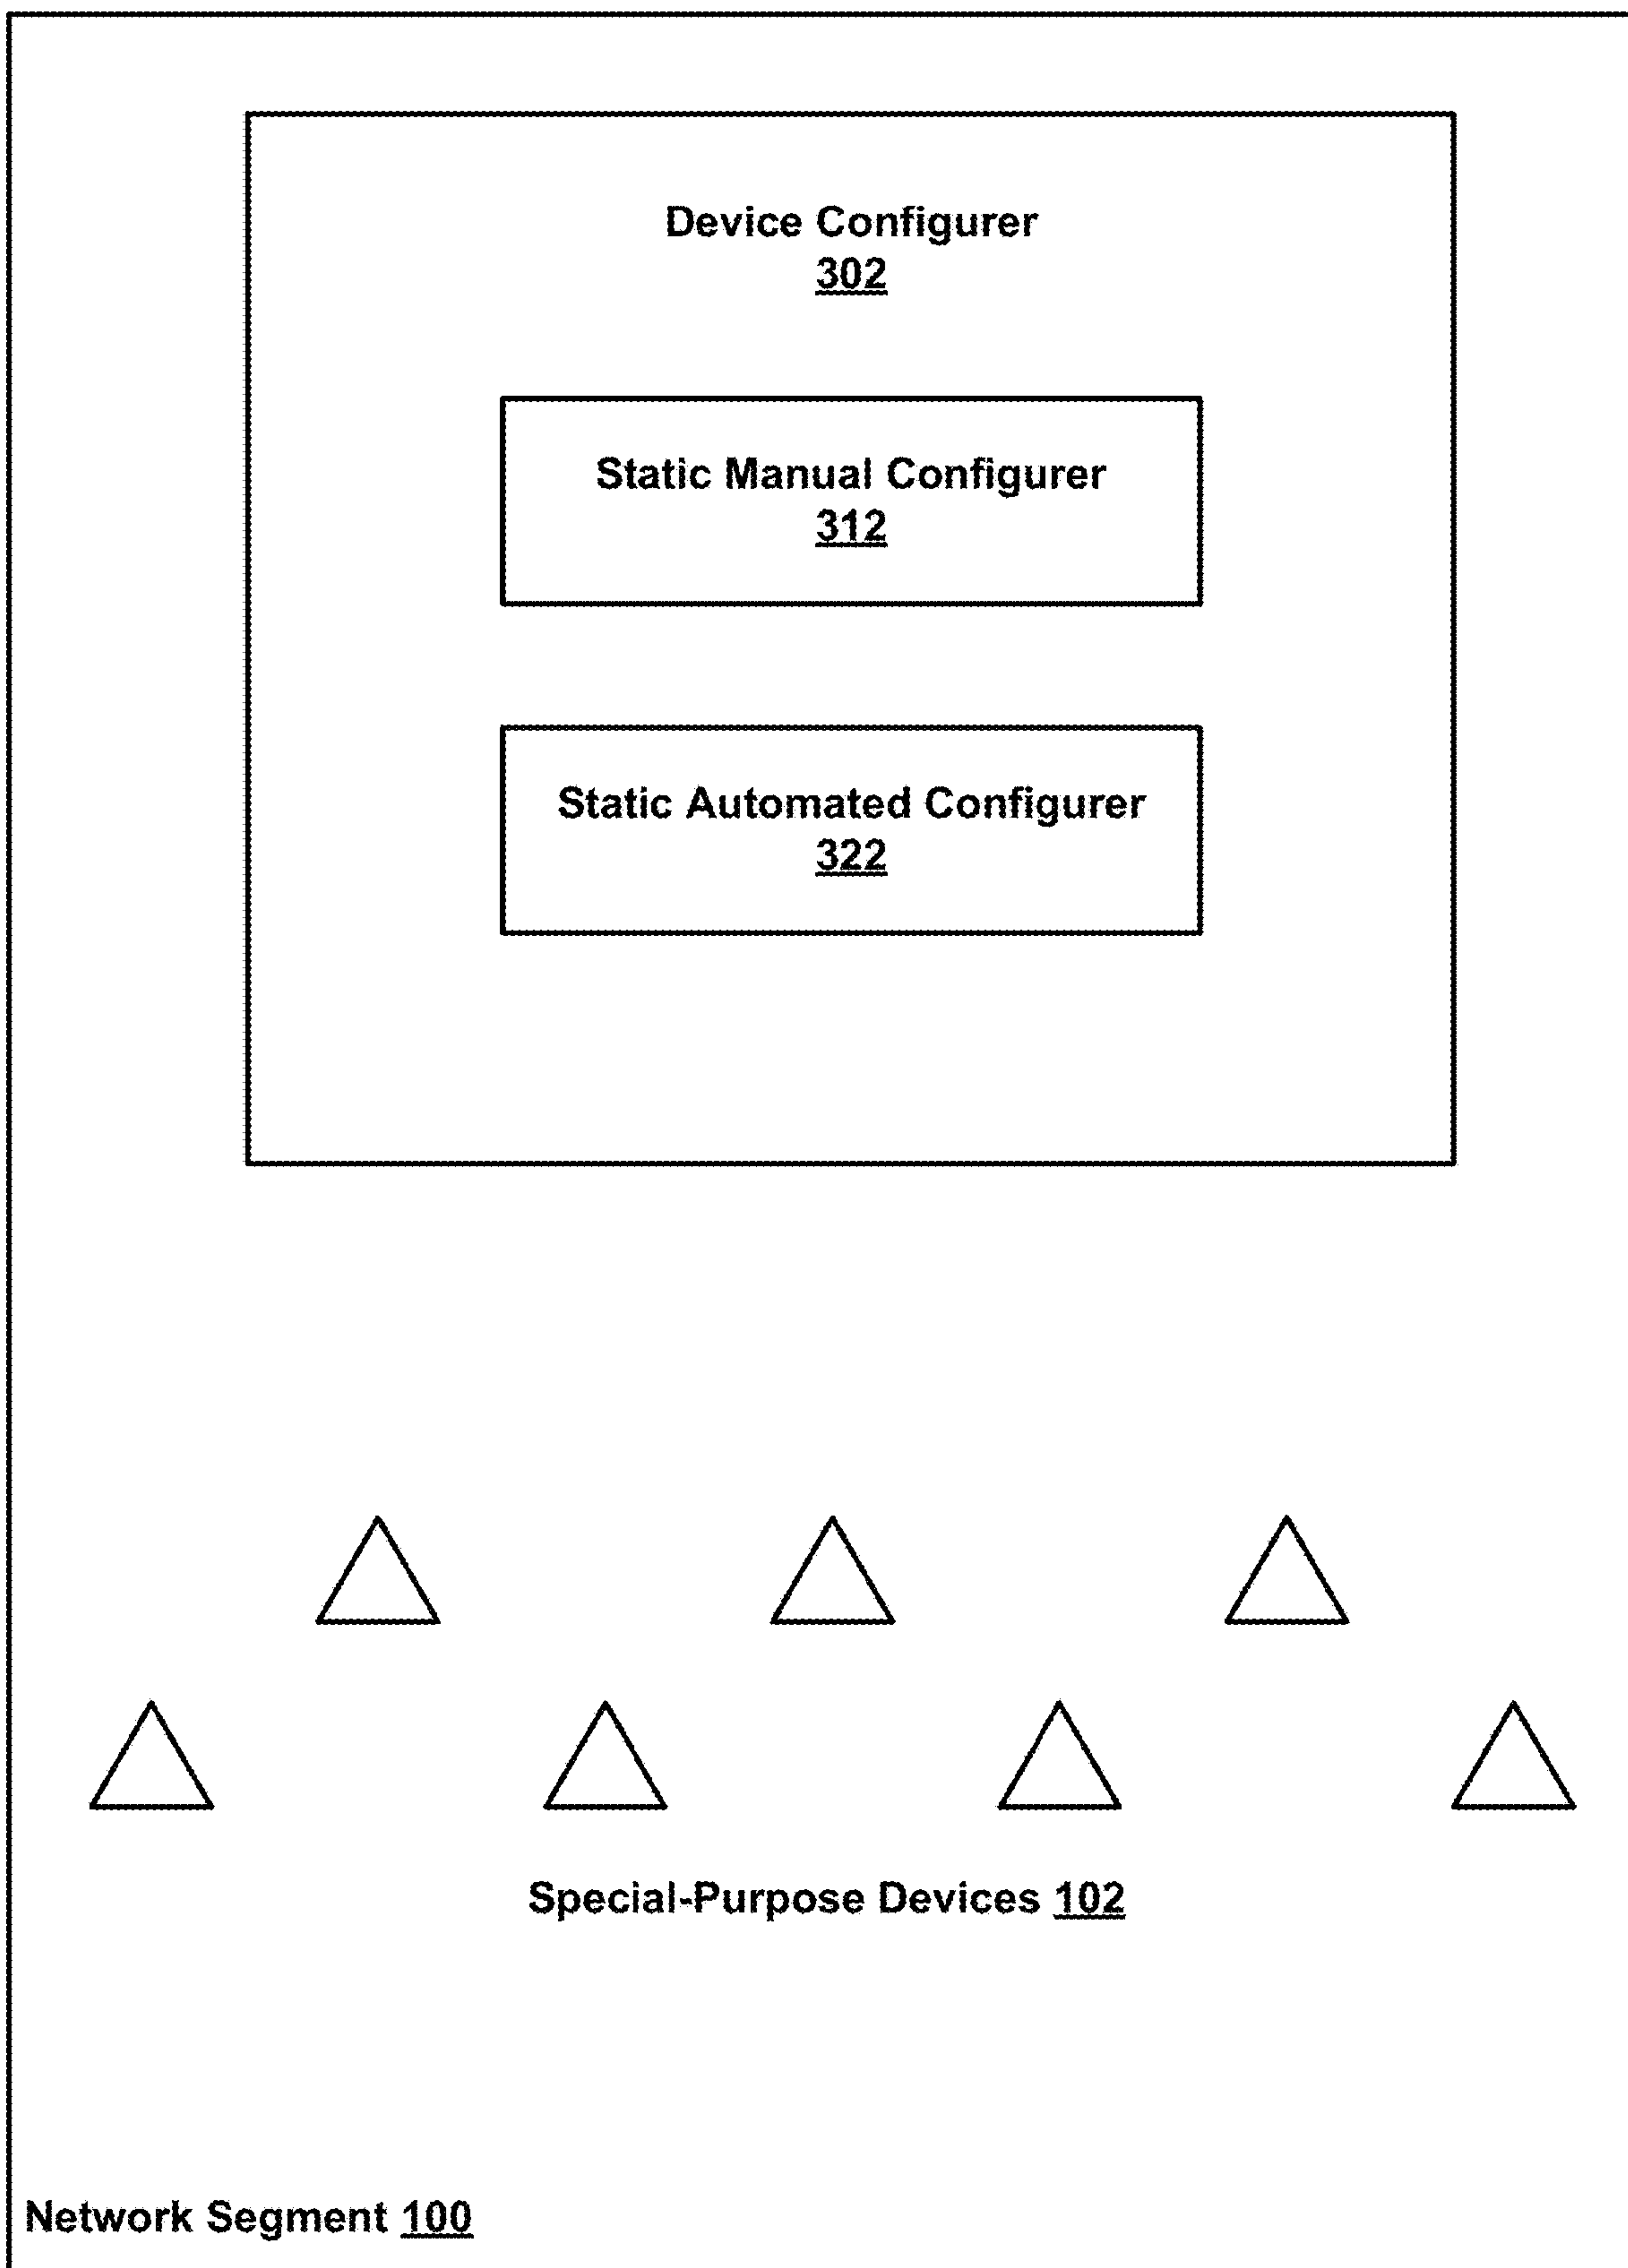 Device Configurer
302
Static Manual Configurer
312
Static Automated Configurer
322
Special-Purpose Devices 102
Network Segment 100